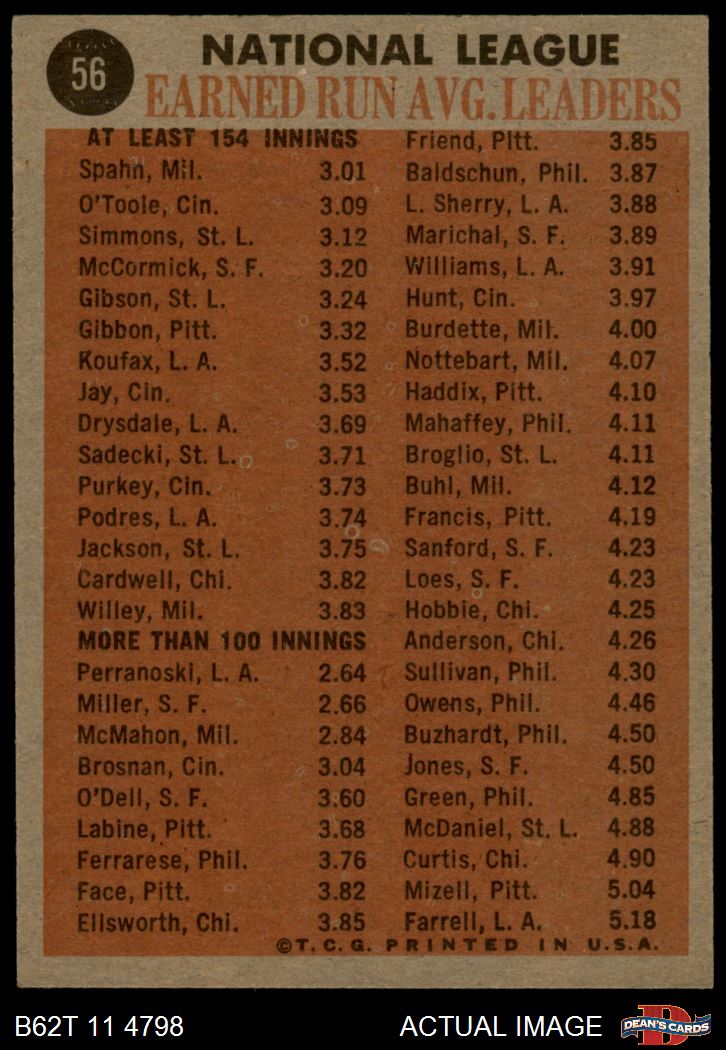 56
NATIONAL LEAGUE
EARNED RUN AVG. LEADERS
AT LEAST 154 INNINGS
Spahn, Mil. 3.01
O'Toole, Cin. 3.09
Simmons, St. L. 3.12
McCormick, S. F. 3.20
Gibson, St. L. 3.24
Gibbon, Pitt. 3.32
Koufax, L. A. 3.52
Jay, Cin. 3.53
Drysdale, L. A. 3.69
Sadecki, St. L. 3.71
Purkey, Cin. 3.73
Podres, L. A. 3.74
Jackson, St. L. 3.75
Cardwell, Chi. 3.82
Willey, Mil. 3.83
MORE THAN 100 INNINGS
Perranoski, L. A. 2.64
Miller, S. F. 2.66
McMahon, Mil. 2.84
Brosnan, Cin. 3.04
O'Dell, S. F. 3.60
Labine, Pitt. 3.68
Ferrarese, Phil. 3.76
Face, Pitt. 3.82
Ellsworth, Chi. 3.85
Friend, Pitt. 3.85
Baldschun, Phil. 3.87
L. Sherry, L. A. 3.88
Marichal, S. F. 3.89
Williams, L. A. 3.91
Hunt, Cin. 3.97
Burdette, Mil. 4.00
Nottebart, Mil. 4.07
Haddix, Pitt. 4.10
Mahaffey, Phil. 4.11
Broglio, St. L. 4.11
Buhl, Mil. 4.12
Francis, Pitt. 4.19
Sanford, S. F. 4.23
Loes, S. F. 4.23
Hobbie, Chi. 4.25
Anderson, Chi. 4.26
Sullivan, Phil. 4.30
Owens, Phil. 4.46
Buzhardt, Phil. 4.50
Jones, S. F. 4.50
Green, Phil. 4.85
McDaniel, St. L. 4.88
Curtis, Chi. 4.90
Mizell, Pitt. 5.04
Farrell, L. A. 5.18
©T. C. G. PRINTED IN U.S.A.
B62T 11 4798
ACTUAL IMAGE
D
DEAN'S CARDS